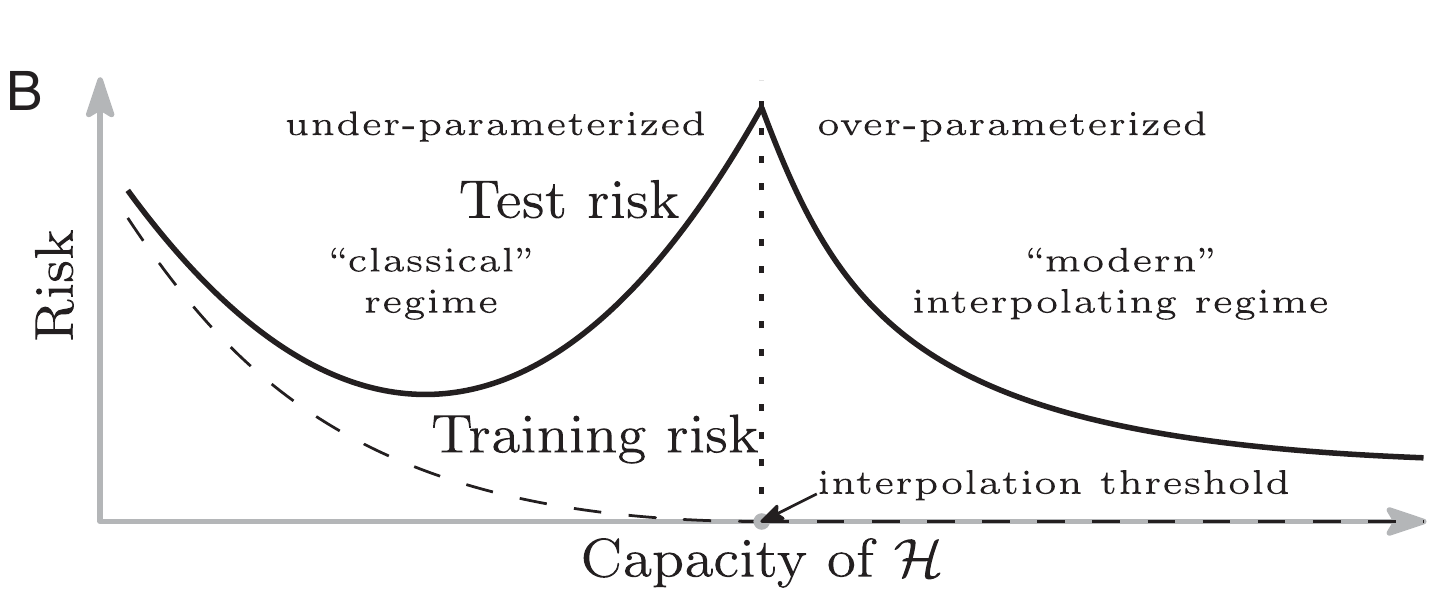 B
under-parameterized
over-parameterized
Test risk
“classical”
regime
“modern”
interpolating regime
Risk
Training risk
interpolation threshold
Capacity of ℋ